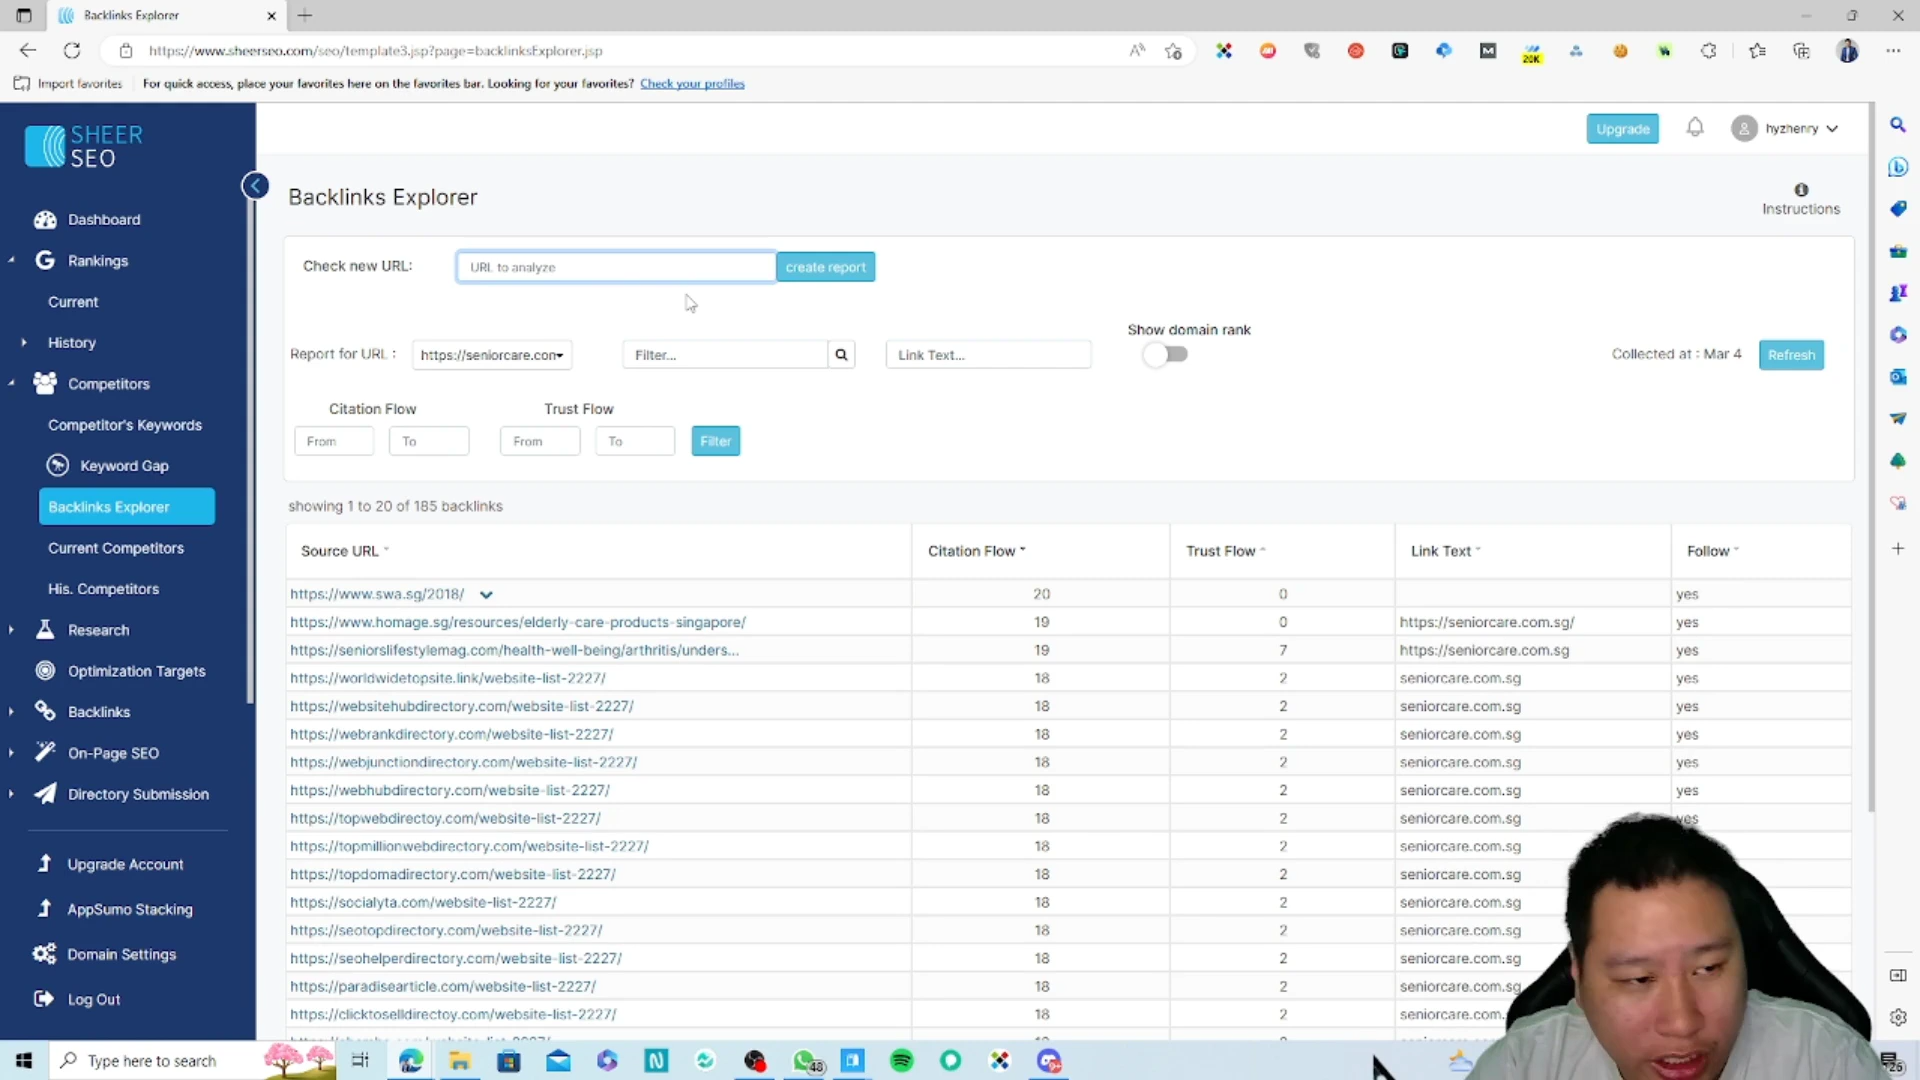 Backlinks Explorer
https://www.sheerseo.com/seo/template3.jsp?page=backlinksExplorer.jsp
20K
Import favorites
For quick access, place your favorites here on the favorites bar. Looking for your favorites? Check your profiles
SHEER
SEO
Upgrade
hyzhenry
Dashboard
Rankings
Current
History
Competitors
Competitor's Keywords
Keyword Gap
Backlinks Explorer
Current Competitors
His. Competitors
Research
Optimization Targets
Backlinks
On-Page SEO
Directory Submission
Upgrade Account
AppSumo Stacking
Domain Settings
Log Out
Backlinks Explorer
Instructions
Check new URL:
URL to analyze
create report
Show domain rank
Report for URL :
https://seniorcare.con
Filter...
Link Text...
Collected at : Mar 4
Refresh
Citation Flow
Trust Flow
From
To
From
To
Filter
showing 1 to 20 of 185 backlinks
Source URL Citation Flow Trust Flow Link Text Follow
https://www.swa.sg/2018/ 20 0 yes
https://www.homage.sg/resources/elderly-care-products-singapore/ 19 0 https://seniorcare.com.sg/ yes
https://seniorslifestylemag.com/health-well-being/arthritis/unders... 19 7 https://seniorcare.com.sg yes
https://worldwidetopsite.link/website-list-2227/ 18 2 seniorcare.com.sg yes
https://websitehubdirectory.com/website-list-2227/ 18 2 seniorcare.com.sg yes
https://webrankdirectory.com/website-list-2227/ 18 2 seniorcare.com.sg yes
https://webjunctiondirectory.com/website-list-2227/ 18 2 seniorcare.com.sg yes
https://webhubdirectory.com/website-list-2227/ 18 2 seniorcare.com.sg yes
https://topwebdirectoy.com/website-list-2227/ 18 2 seniorcare.com.sg yes
https://topmillionwebdirectory.com/website-list-2227/ 18 2 seniorcare.com.sg
https://topdomadirectory.com/website-list-2227/ 18 2 seniorcare.com.sg
https://socialyta.com/website-list-2227/ 18 2 seniorcare.com.sg
https://seotopdirectory.com/website-list-2227/ 18 2 seniorcare.com.sg
https://seohelperdirectory.com/website-list-2227/ 18 2 seniorcare.com.sg
https://paradisearticle.com/website-list-2227/ 18 2 seniorcare.com.sg
https://clicktoselldirectoy.com/website-list-2227/ 18 2 seniorcare.com.
Type here to search
48